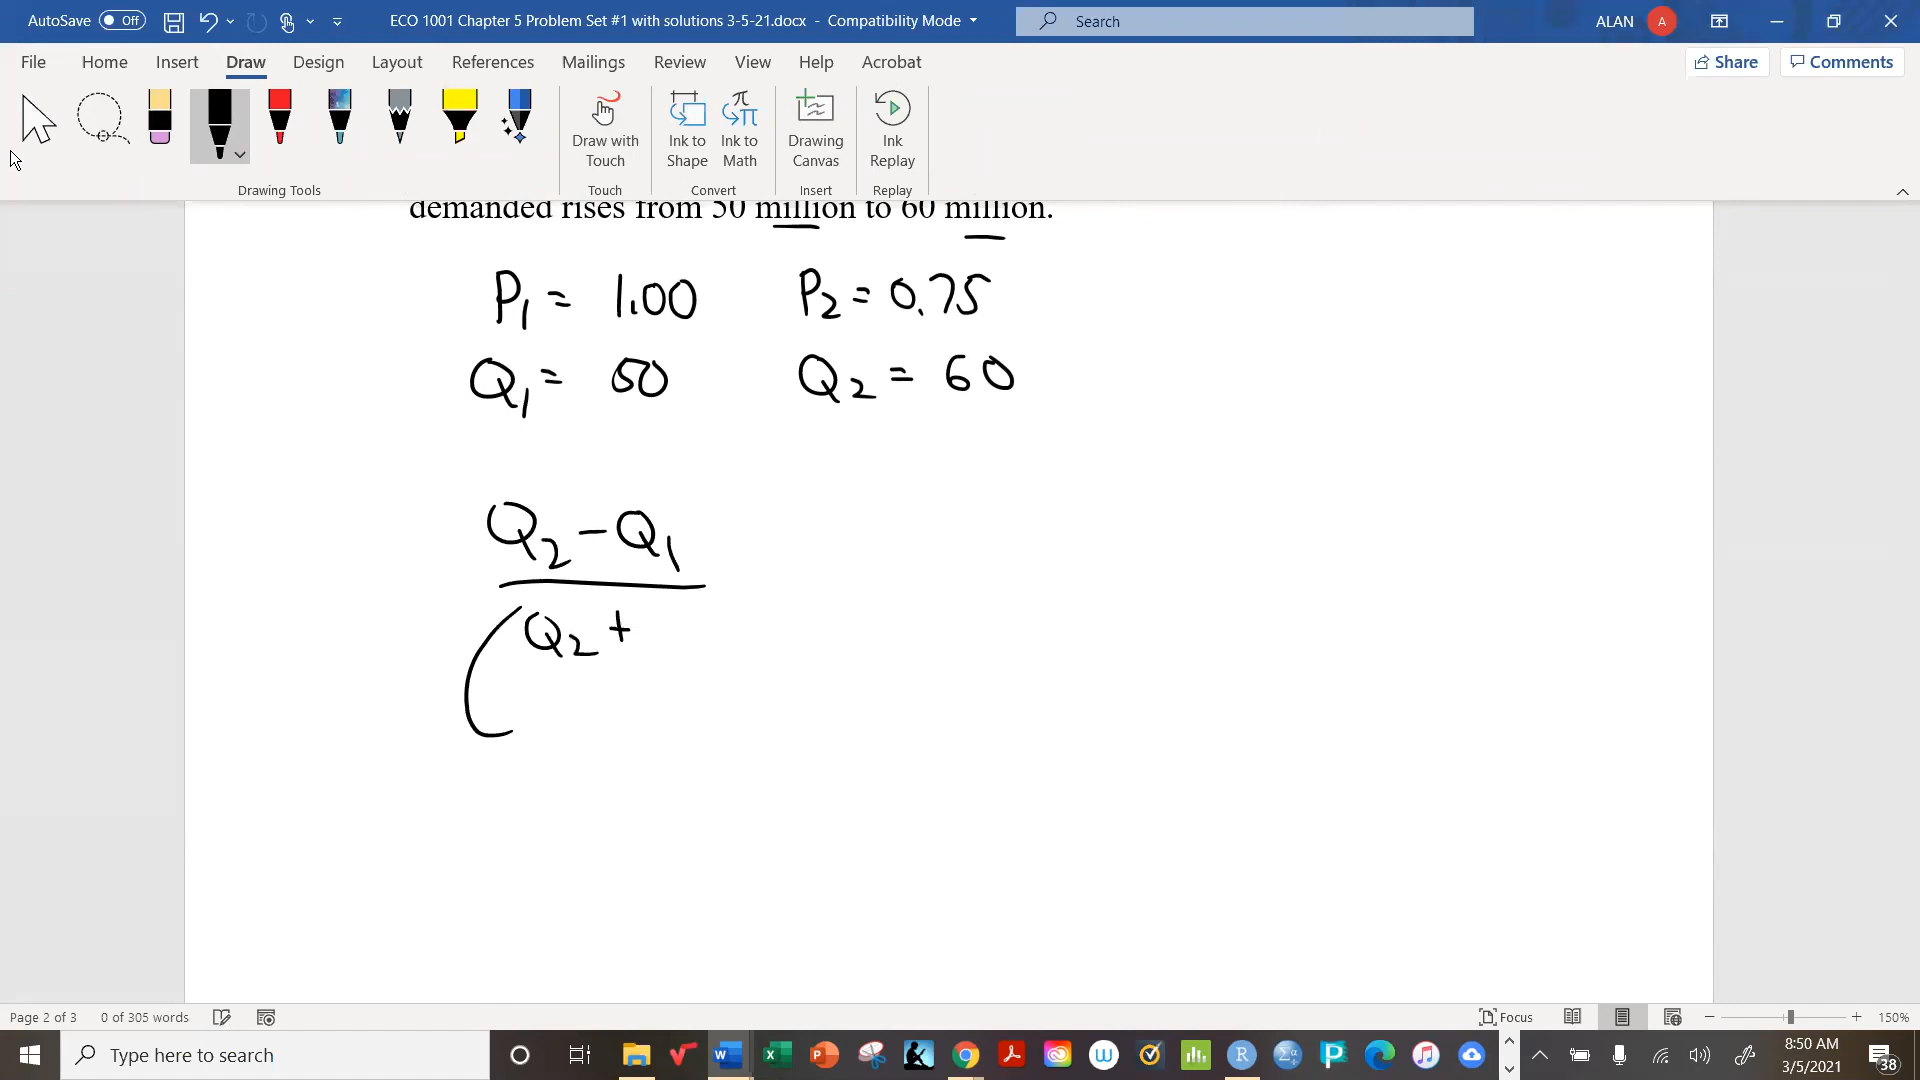 AutoSave Off ECO 1001 Chapter 5 Problem Set #1 with solutions 3-5-21.docx - Compatibility Mode Search ALAN A
File Home Insert Draw Design Layout References Mailings Review View Help Acrobat Share Comments
Draw with Touch
Ink to Shape
Ink to Math
Drawing Canvas
Ink Replay
Drawing Tools Touch Convert Insert Replay
demanded rises from 50 million to 60 million.
P1 = 1.00 P2 = 0.75
Q1 = 50 Q2 = 60
Q2 - Q1
(Q2 +
Page 2 of 3 0 of 305 words Focus 150%
Type here to search 8:50 AM
3/5/2021 38